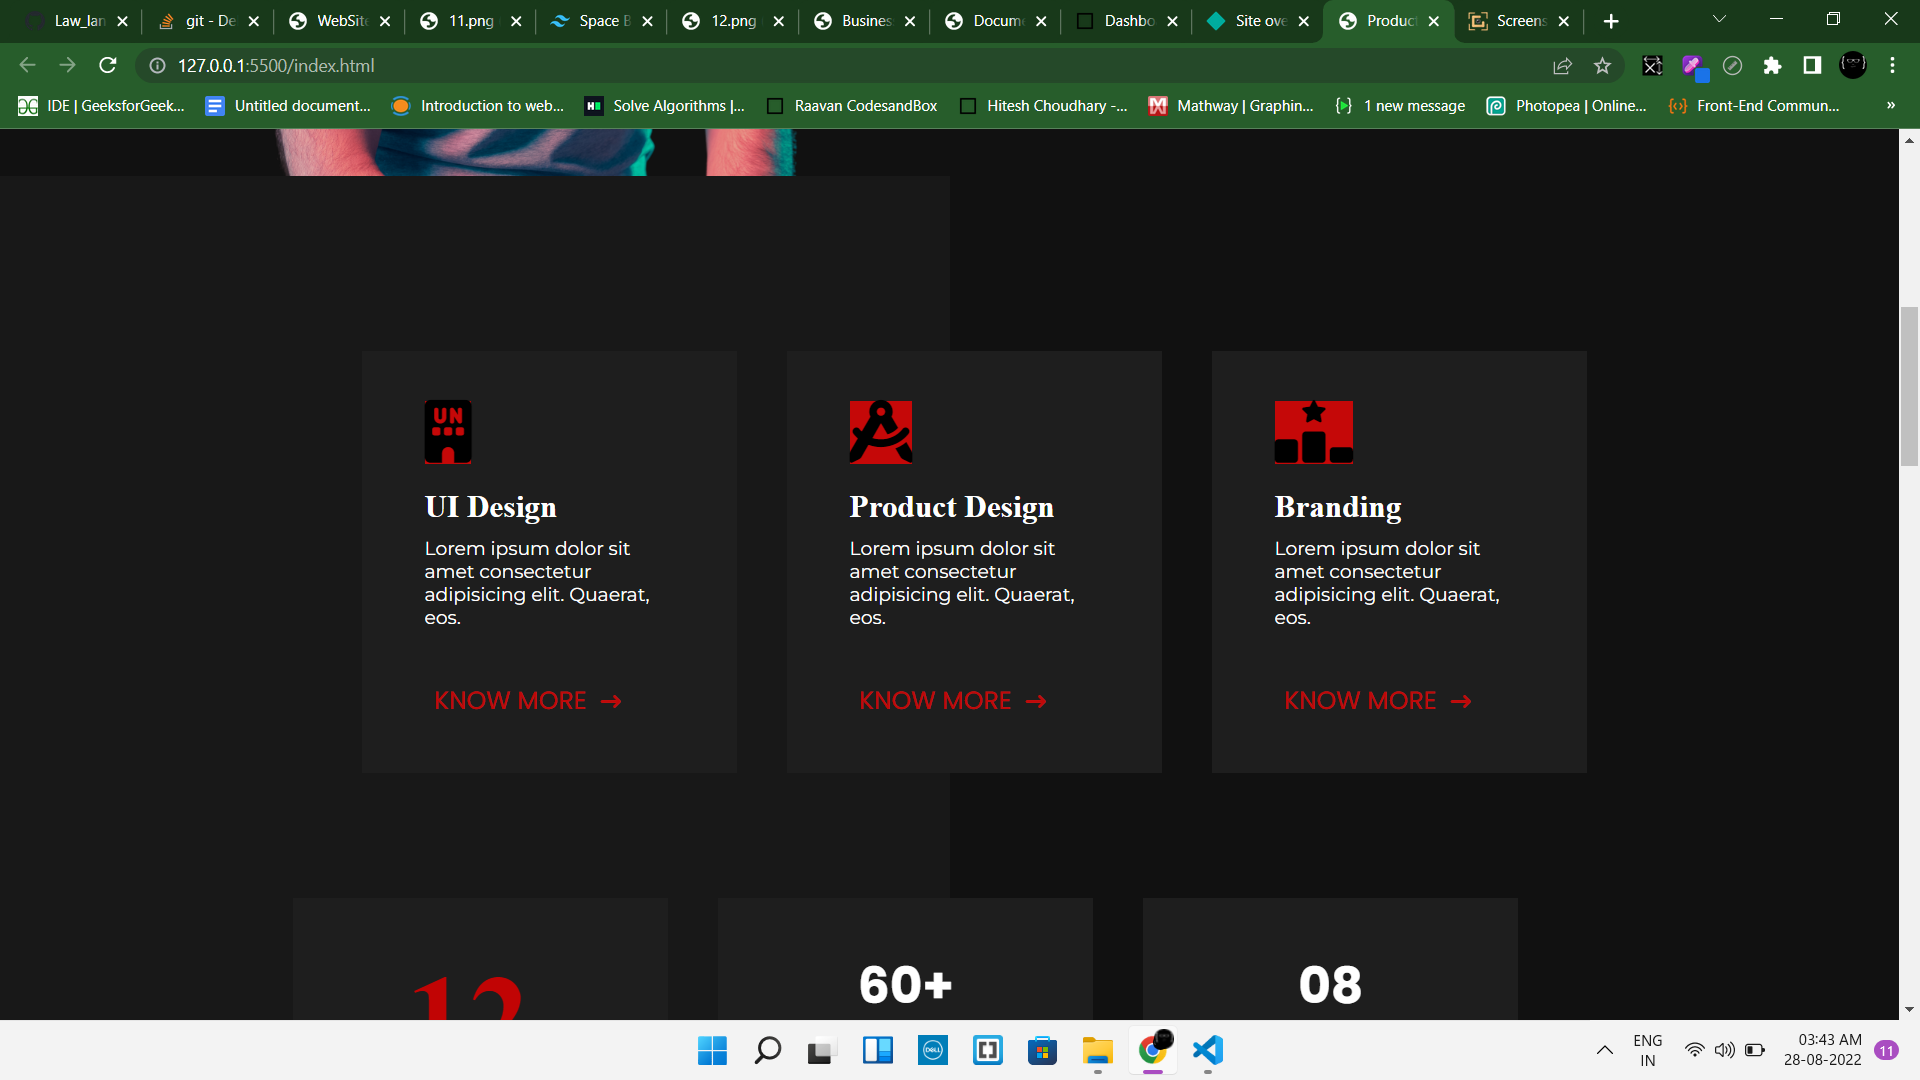 Law_lan
git - De
WebSite
11.png
Space B
12.png
Busines
Docum
Dashbo
Site ove
Product
Screens
127.0.0.1:5500/index.html
IDE | GeeksforGeek...
Untitled document...
Introduction to web...
Solve Algorithms |...
Raavan CodesandBox
Hitesh Choudhary -...
Mathway | Graphin...
1 new message
Photopea | Online...
Front-End Commun...
»
UN
UI Design
Lorem ipsum dolor sit
amet consectetur
adipisicing elit. Quaerat,
eos.
KNOW MORE →
Product Design
Lorem ipsum dolor sit
amet consectetur
adipisicing elit. Quaerat,
eos.
KNOW MORE →
Branding
Lorem ipsum dolor sit
amet consectetur
adipisicing elit. Quaerat,
eos.
KNOW MORE →
12
60+
08
DELL
ENG
IN
03:43 AM
28-08-2022
11